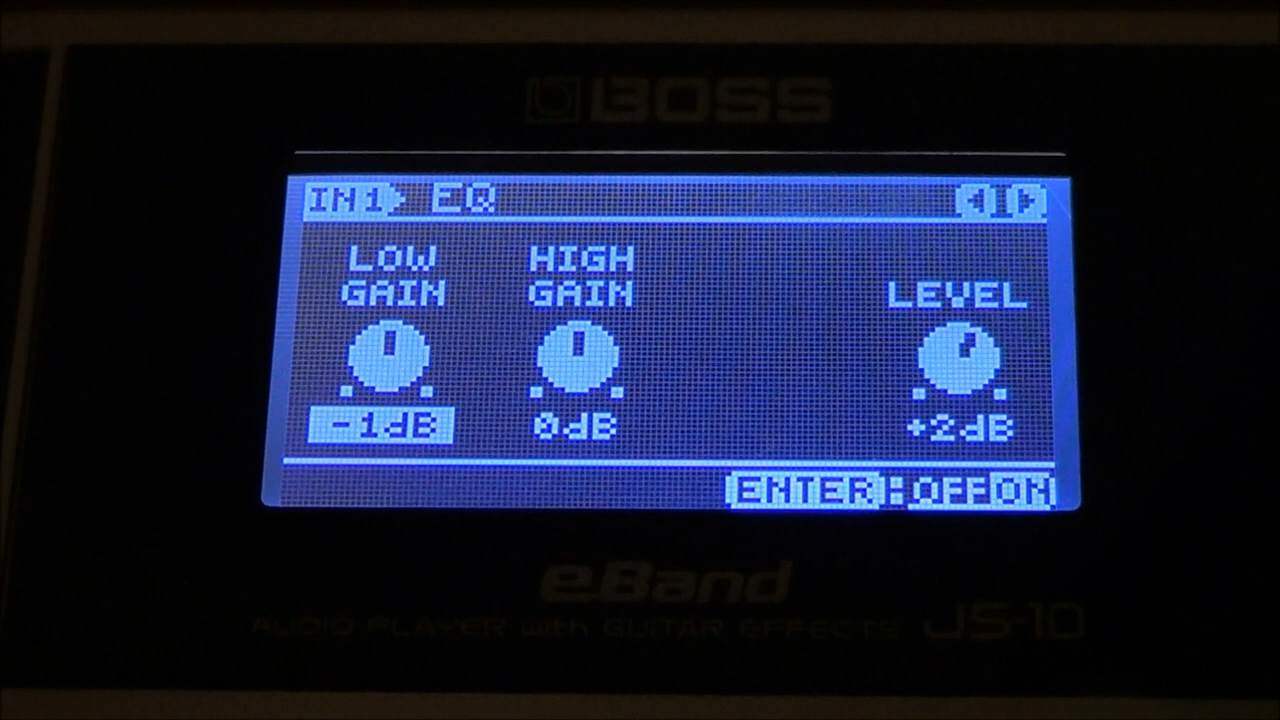 BOSS
IN1 EQ
LOW GAIN
HIGH GAIN
LEVEL
-1dB 0dB +2dB
ENTER:OFF ON
eBand
AUDIO PLAYER with GUITAR EFFECTS JS-10